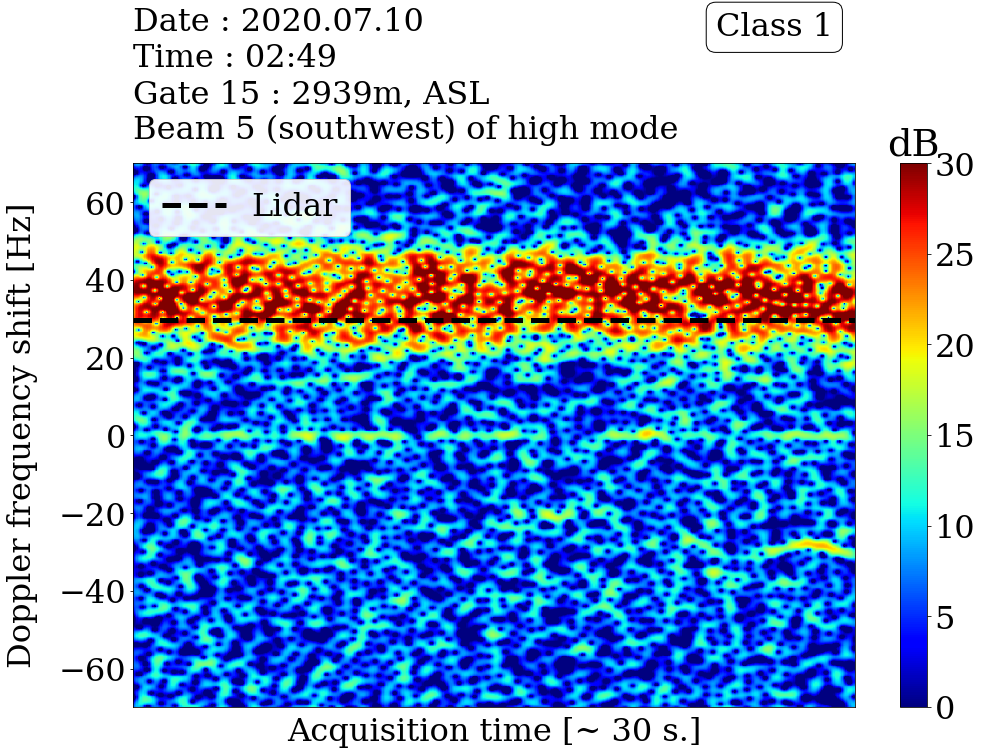 Date : 2020.07.10
Time : 02:49
Gate 15 : 2939m, ASL
Beam 5 (southwest) of high mode
Class 1
dB
Lidar
Doppler frequency shift [Hz]
60
40
20
0
−20
−40
−60
30
25
20
15
10
5
0
Acquisition time [~ 30 s.]